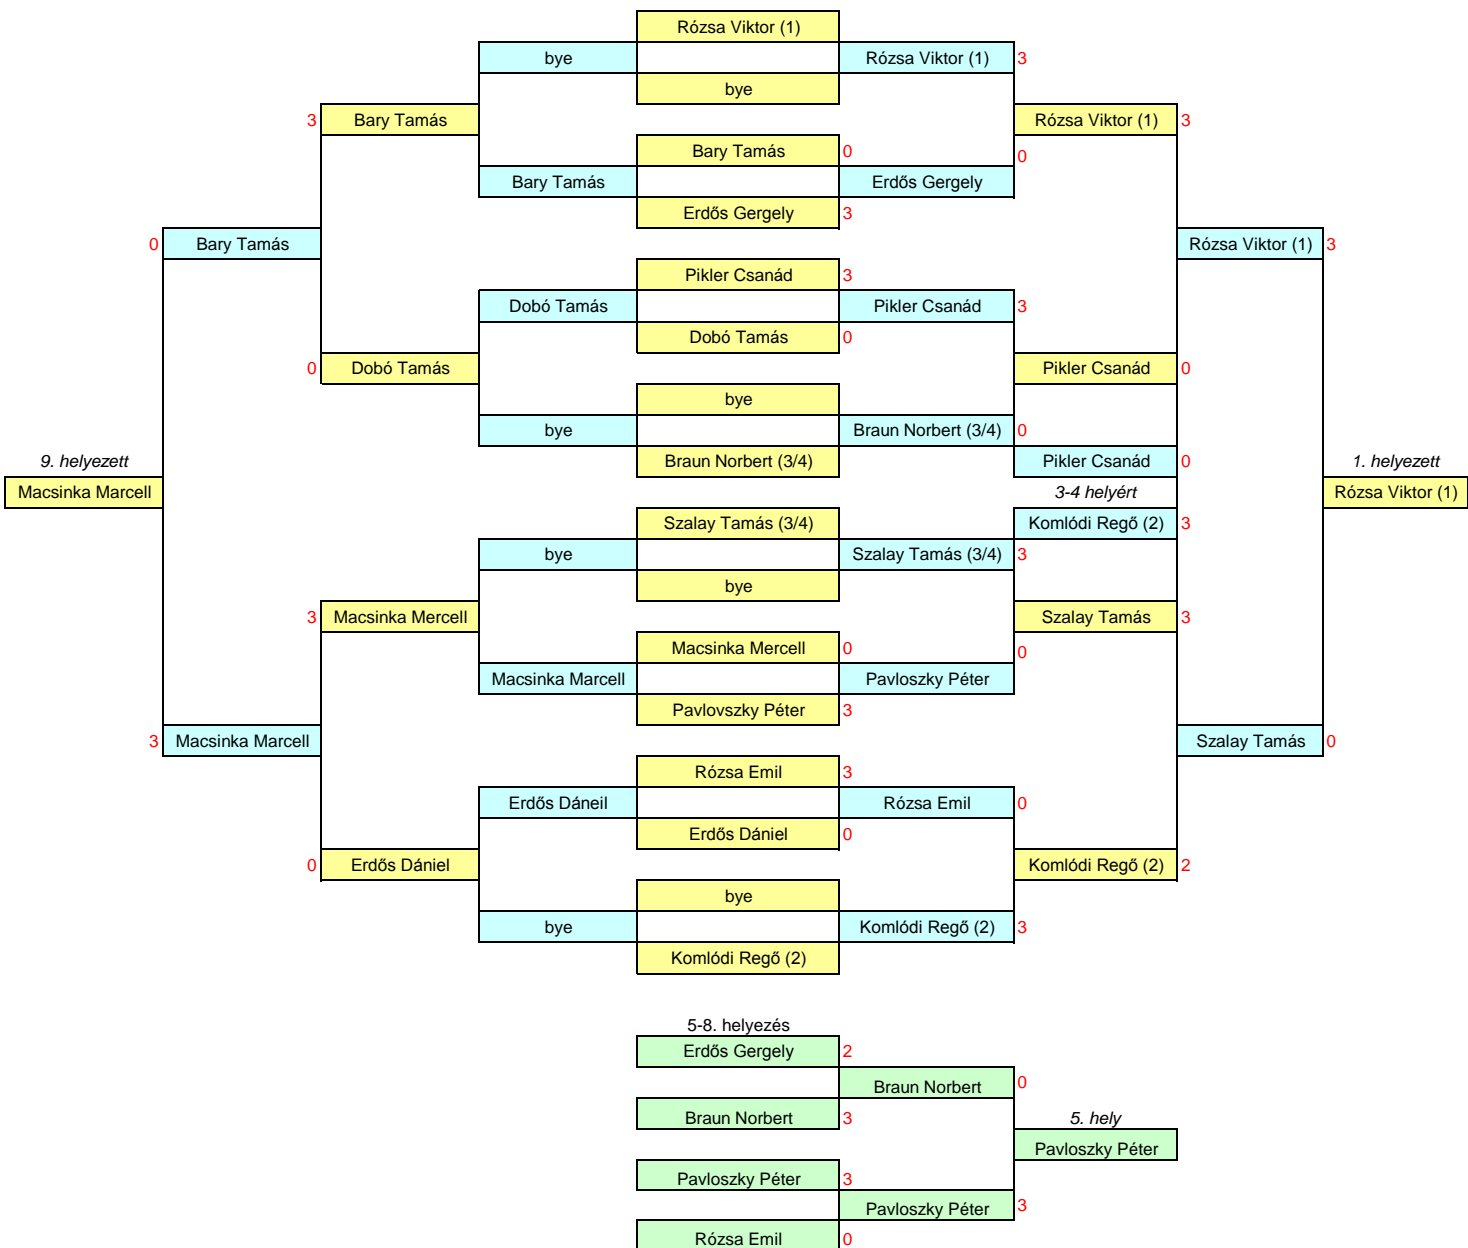 Rózsa Viktor (1)
bye Rózsa Viktor (1) 3
bye
3 Bary Tamás Rózsa Viktor (1) 3
Bary Tamás 0 0
Bary Tamás Erdős Gergely
Erdős Gergely 3
0 Bary Tamás Rózsa Viktor (1) 3
Pikler Csanád 3
Dobó Tamás Pikler Csanád 3
Dobó Tamás 0
0 Dobó Tamás Pikler Csanád 0
bye
bye Braun Norbert (3/4) 0
9. helyezett Braun Norbert (3/4) Pikler Csanád 0 1. helyezett
Macsinka Marcell 3-4 helyért Rózsa Viktor (1)
Szalay Tamás (3/4) Komlódi Regő (2) 3
bye Szalay Tamás (3/4) 3
bye
3 Macsinka Mercell Szalay Tamás 3
Macsinka Mercell 0 0
Macsinka Marcell Pavloszky Péter
Pavlovszky Péter 3
3 Macsinka Marcell Szalay Tamás 0
Rózsa Emil 3
Erdős Dáneil Rózsa Emil 0
Erdős Dániel 0
0 Erdős Dániel Komlódi Regő (2) 2
bye
bye Komlódi Regő (2) 3
Komlódi Regő (2)
5-8. helyezés
Erdős Gergely 2
Braun Norbert 0
Braun Norbert 3 5. hely
Pavloszky Péter
Pavloszky Péter 3
Pavloszky Péter 3
Rózsa Emil 0